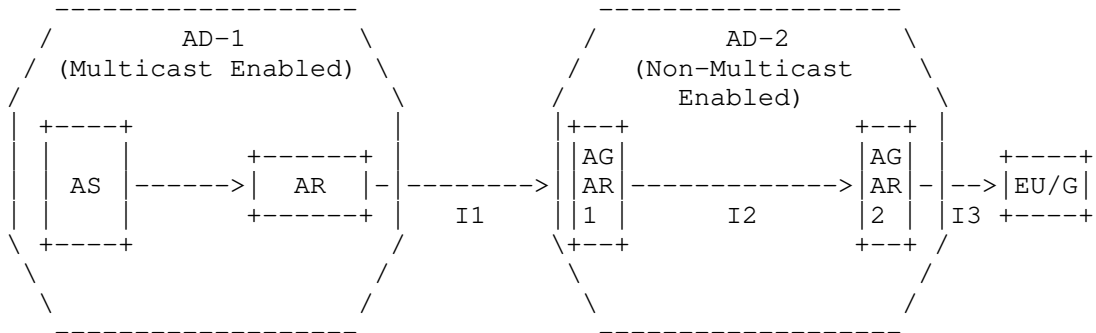 AD-1 AD-2
(Multicast Enabled) (Non-Multicast
Enabled)
AG AG
AS AR AR AR EU/G
I1 1 I2 2 I3